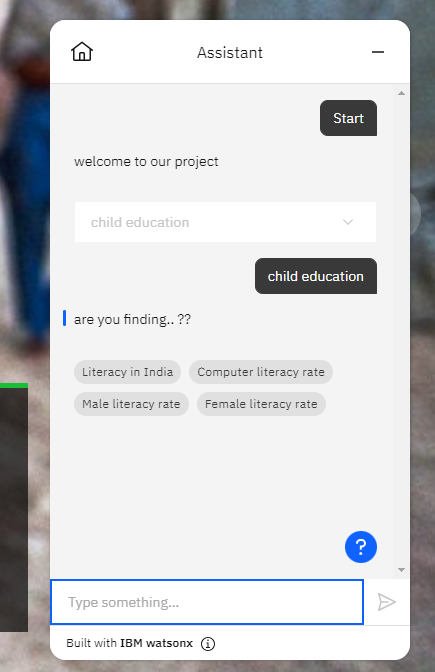 Assistant
Start
welcome to our project
child education
child education
are you finding.. ??
Literacy in India
Computer literacy rate
Male literacy rate
Female literacy rate
?
Type something...
Built with IBM watsonx